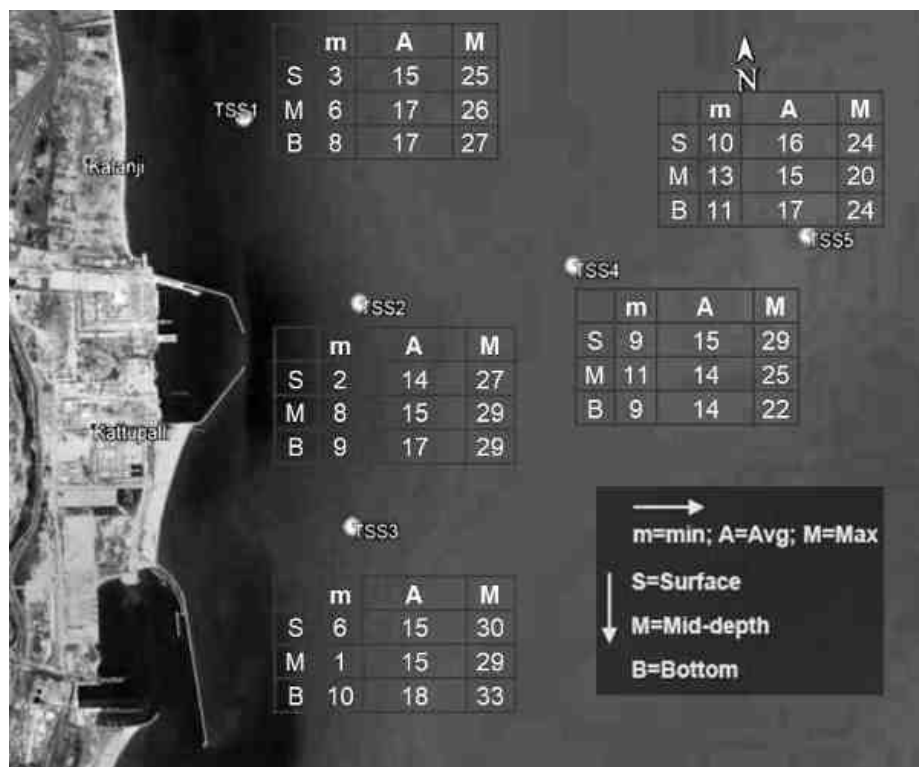 m A M
S 3 15 25
TSS1
M 6 17 26
B 8 17 27
Kalanji
N
m A M
S 10 16 24
M 13 15 20
B 11 17 24
TSS5
TSS4
TSS2
m A M
S 9 15 29
M 11 14 25
B 9 14 22
m A M
S 2 14 27
M 8 15 29
B 9 17 29
Kattupalli
TSS3
m A M
S 6 15 30
M 1 15 29
B 10 18 33
m=min; A=Avg; M=Max
S=Surface
M=Mid-depth
B=Bottom